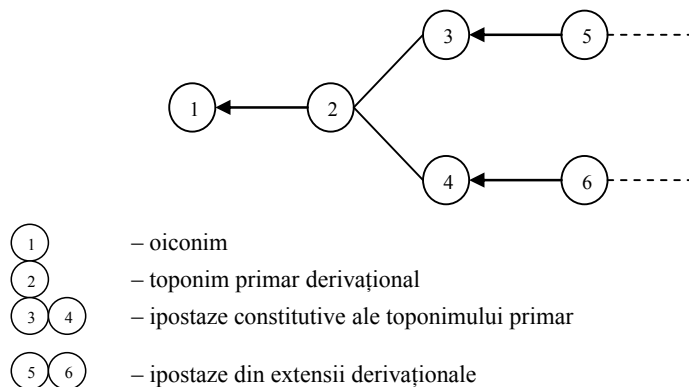 3 5
1 2
4 6
1 – oiconim
2 – toponim primar derivațional
3 4 – ipostaze constitutive ale toponimului primar
5 6 – ipostaze din extensii derivaționale